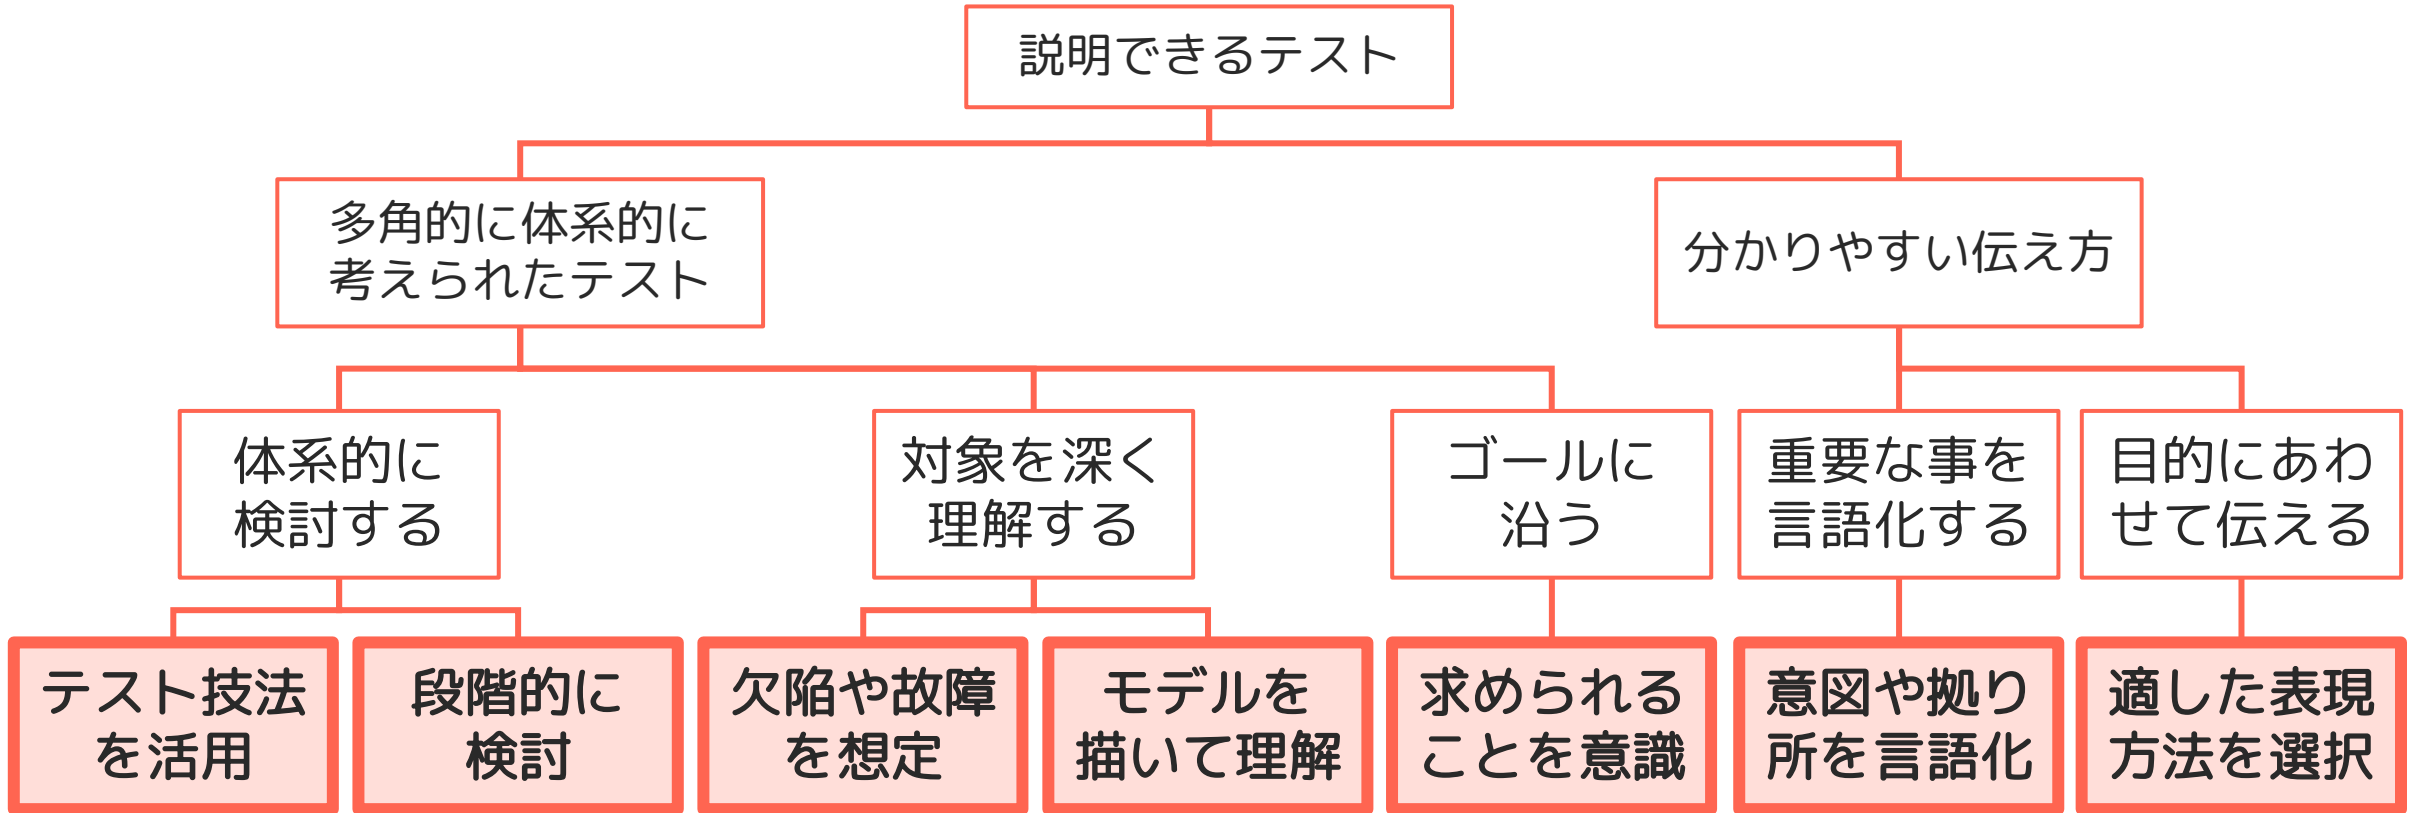 説明できるテスト
多角的に体系的に
考えられたテスト
分かりやすい伝え方
体系的に
検討する
対象を深く
理解する
ゴールに
沿う
重要な事を
言語化する
目的にあわ
せて伝える
テスト技法
を活用
段階的に
検討
欠陥や故障
を想定
モデルを
描いて理解
求められる
ことを意識
意図や拠り
所を言語化
適した表現
方法を選択